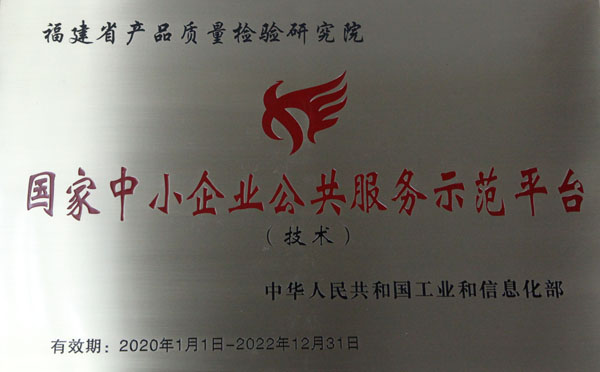 福建省产品质量检验研究院
国家中小企业公共服务示范平台
（技术）
中华人民共和国工业和信息化部
有效期：2020年1月1日-2022年12月31日